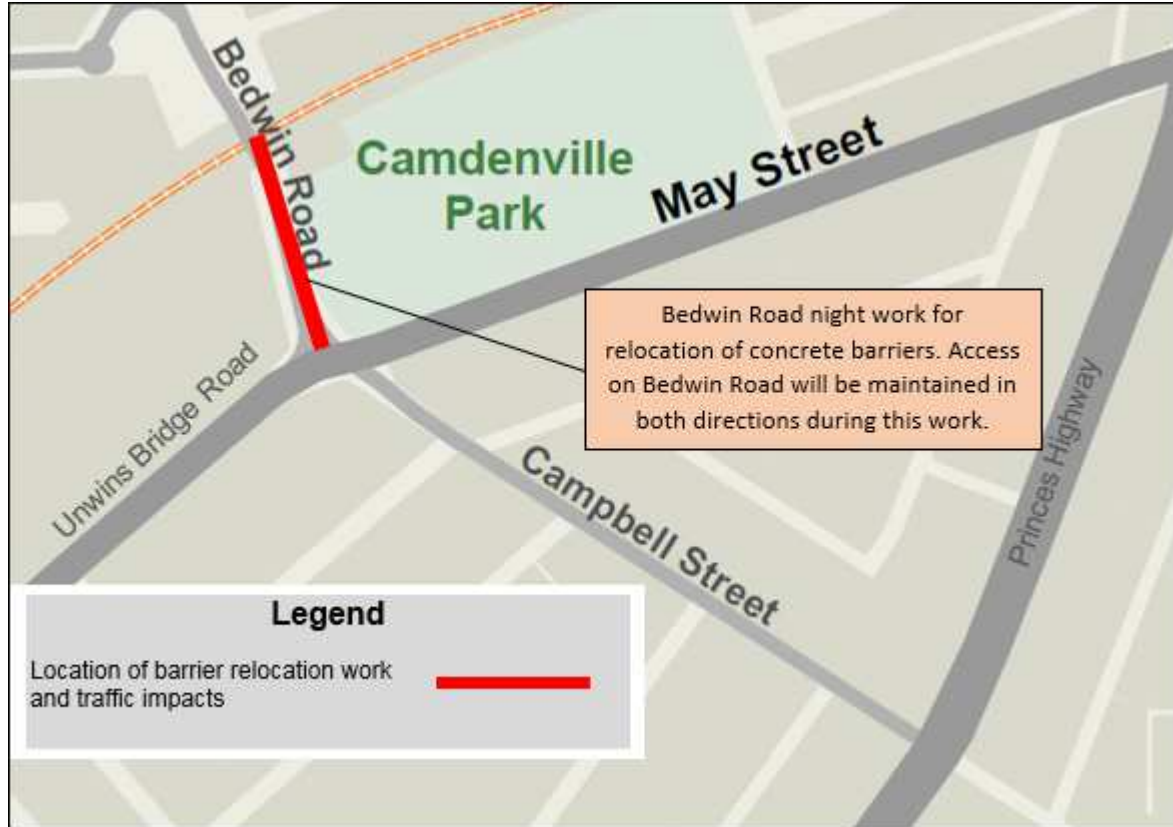 Bedwin Road
Camdenville
Park
May Street
Bedwin Road night work for
relocation of concrete barriers. Access
on Bedwin Road will be maintained in
both directions during this work.
Unwins Bridge Road
Campbell Street
Princes Highway
Legend
Location of barrier relocation work
and traffic impacts